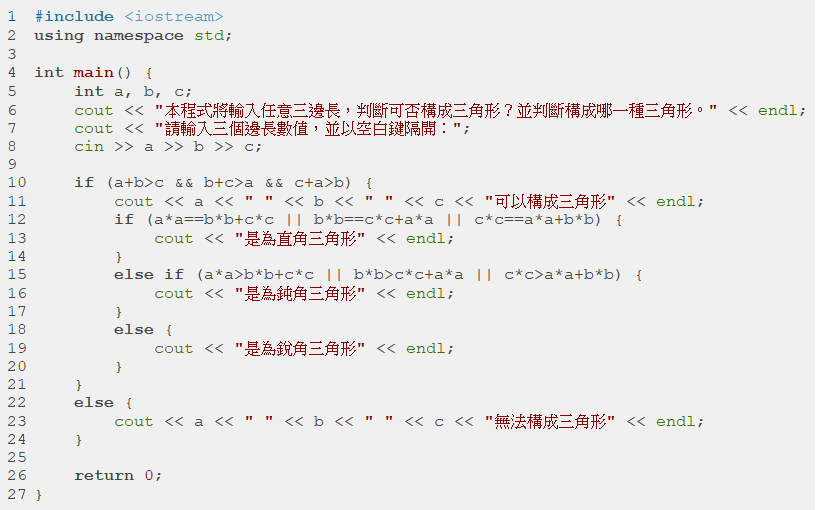 1 #include <iostream>
2 using namespace std;
3
4 int main() {
5     int a, b, c;
6     cout << "本程式將輸入任意三邊長，判斷可否構成三角形？並判斷構成哪一種三角形。" << endl;
7     cout << "請輸入三個邊長數值，並以空白鍵隔開：";
8     cin >> a >> b >> c;
9
10     if (a+b>c && b+c>a && c+a>b) {
11         cout << a << " " << b << " " << c << "可以構成三角形" << endl;
12         if (a*a==b*b+c*c || b*b==c*c+a*a || c*c==a*a+b*b) {
13             cout << "是為直角三角形" << endl;
14         }
15         else if (a*a>b*b+c*c || b*b>c*c+a*a || c*c>a*a+b*b) {
16             cout << "是為鈍角三角形" << endl;
17         }
18         else {
19             cout << "是為銳角三角形" << endl;
20         }
21     }
22     else {
23         cout << a << " " << b << " " << c << "無法構成三角形" << endl;
24     }
25
26     return 0;
27 }